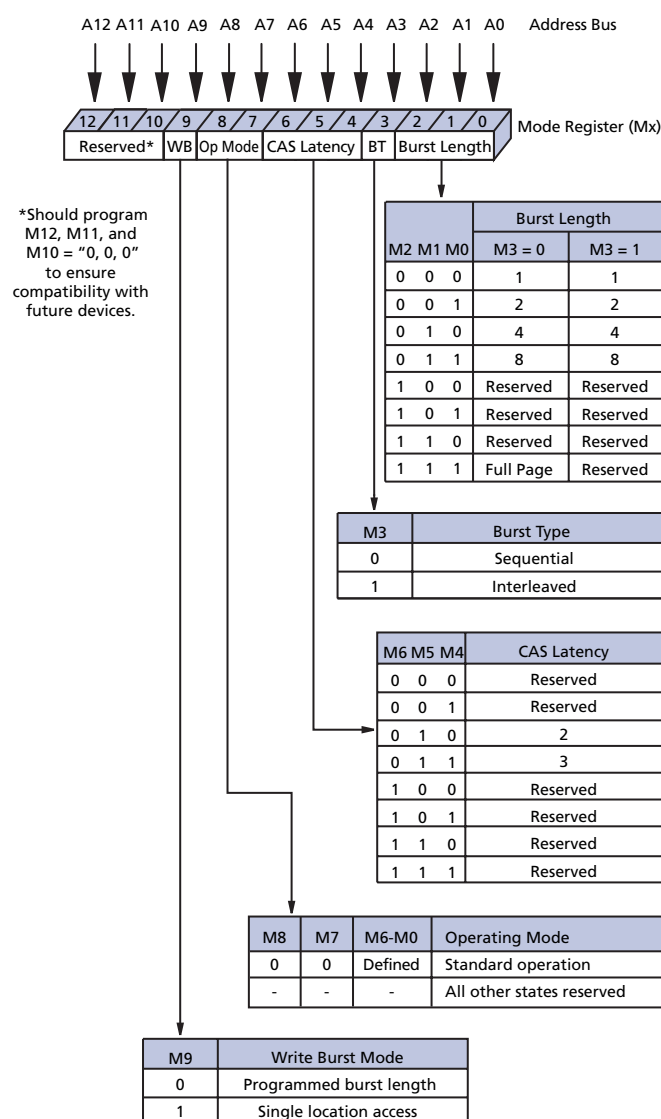 A12 A11 A10 A9 A8 A7 A6 A5 A4 A3 A2 A1 A0 Address Bus
12 11 10 9 8 7 6 5 4 3 2 1 0 Mode Register (Mx)
Reserved* WB Op Mode CAS Latency BT Burst Length
*Should program
M12, M11, and
M10 = “0, 0, 0”
to ensure
compatibility with
future devices.
Burst Length
M2 M1 M0 M3 = 0 M3 = 1
0 0 0 1 1
0 0 1 2 2
0 1 0 4 4
0 1 1 8 8
1 0 0 Reserved Reserved
1 0 1 Reserved Reserved
1 1 0 Reserved Reserved
1 1 1 Full Page Reserved
M3 Burst Type
0 Sequential
1 Interleaved
M6 M5 M4 CAS Latency
0 0 0 Reserved
0 0 1 Reserved
0 1 0 2
0 1 1 3
1 0 0 Reserved
1 0 1 Reserved
1 1 0 Reserved
1 1 1 Reserved
M8 M7 M6-M0 Operating Mode
0 0 Defined Standard operation
- - - All other states reserved
M9 Write Burst Mode
0 Programmed burst length
1 Single location access